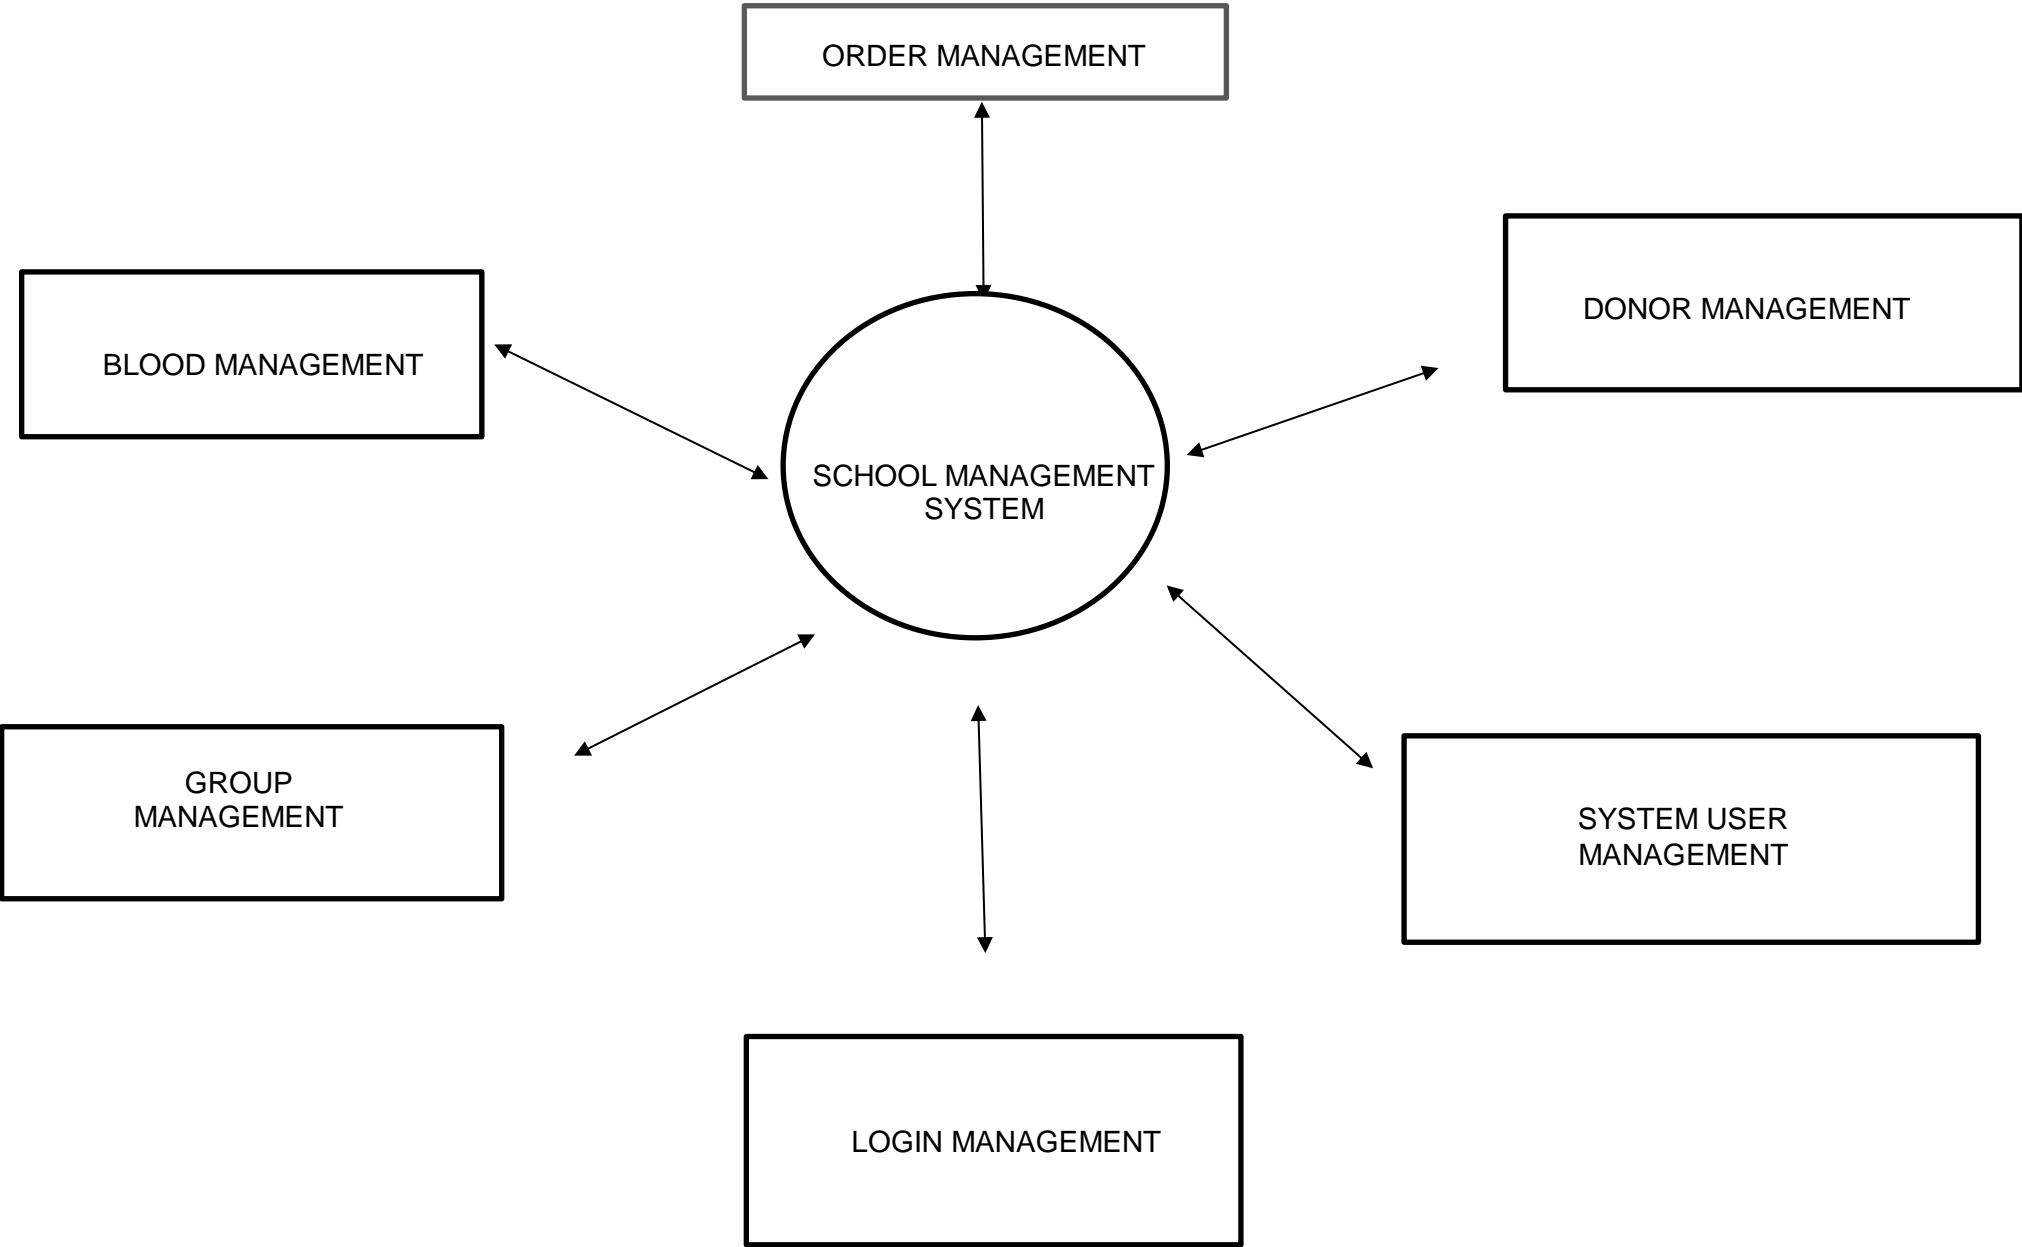 ORDER MANAGEMENT
DONOR MANAGEMENT
BLOOD MANAGEMENT
SCHOOL MANAGEMENT
SYSTEM
GROUP
MANAGEMENT
SYSTEM USER
MANAGEMENT
LOGIN MANAGEMENT